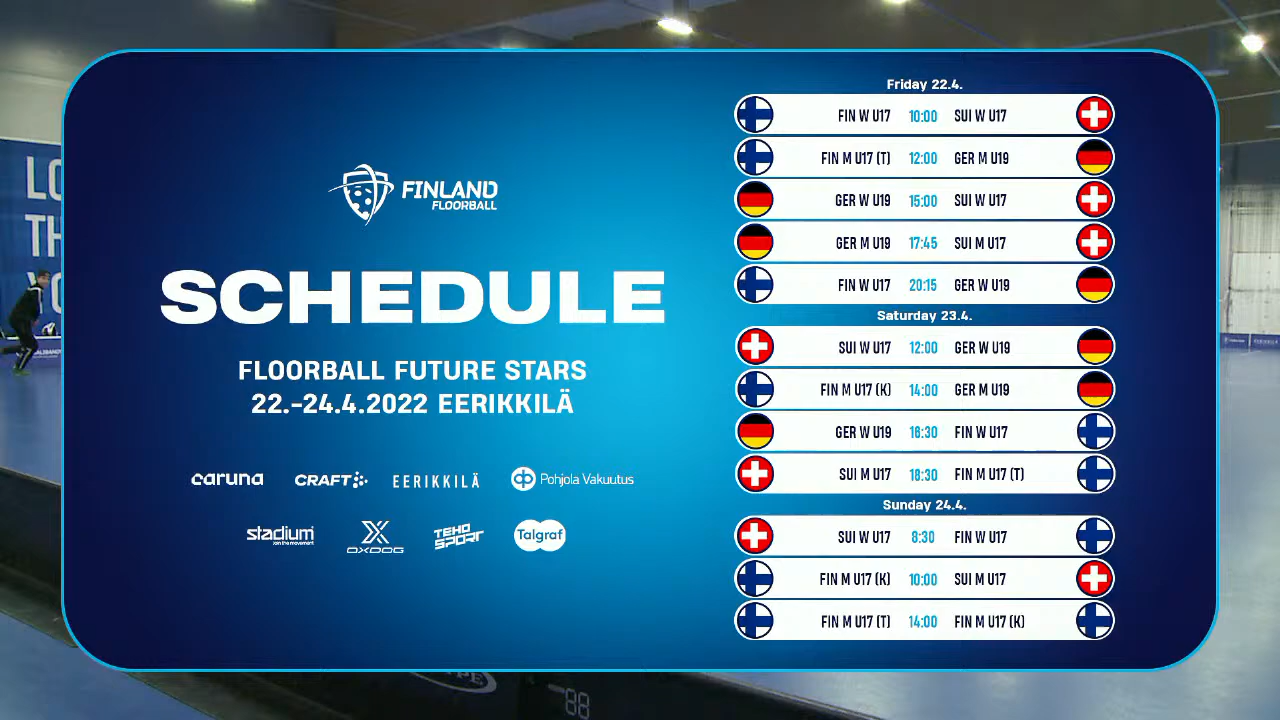 FINLAND
FLOORBALL
SCHEDULE
FLOORBALL FUTURE STARS
22.-24.4.2022 EERIKKILÄ
caruna CRAFT EERIKKILÄ Pohjola Vakuutus
stadium OXDOG TEHO SPORT Talgraf
Join the movement
Friday 22.4.
FIN W U17 10:00 SUI W U17
FIN M U17 (T) 12:00 GER M U19
GER W U19 15:00 SUI W U17
GER M U19 17:45 SUI M U17
FIN W U17 20:15 GER W U19
Saturday 23.4.
SUI W U17 12:00 GER W U19
FIN M U17 (K) 14:00 GER M U19
GER W U19 16:30 FIN W U17
SUI M U17 18:30 FIN M U17 (T)
Sunday 24.4.
SUI W U17 8:30 FIN W U17
FIN M U17 (K) 10:00 SUI M U17
FIN M U17 (T) 14:00 FIN M U17 (K)
88